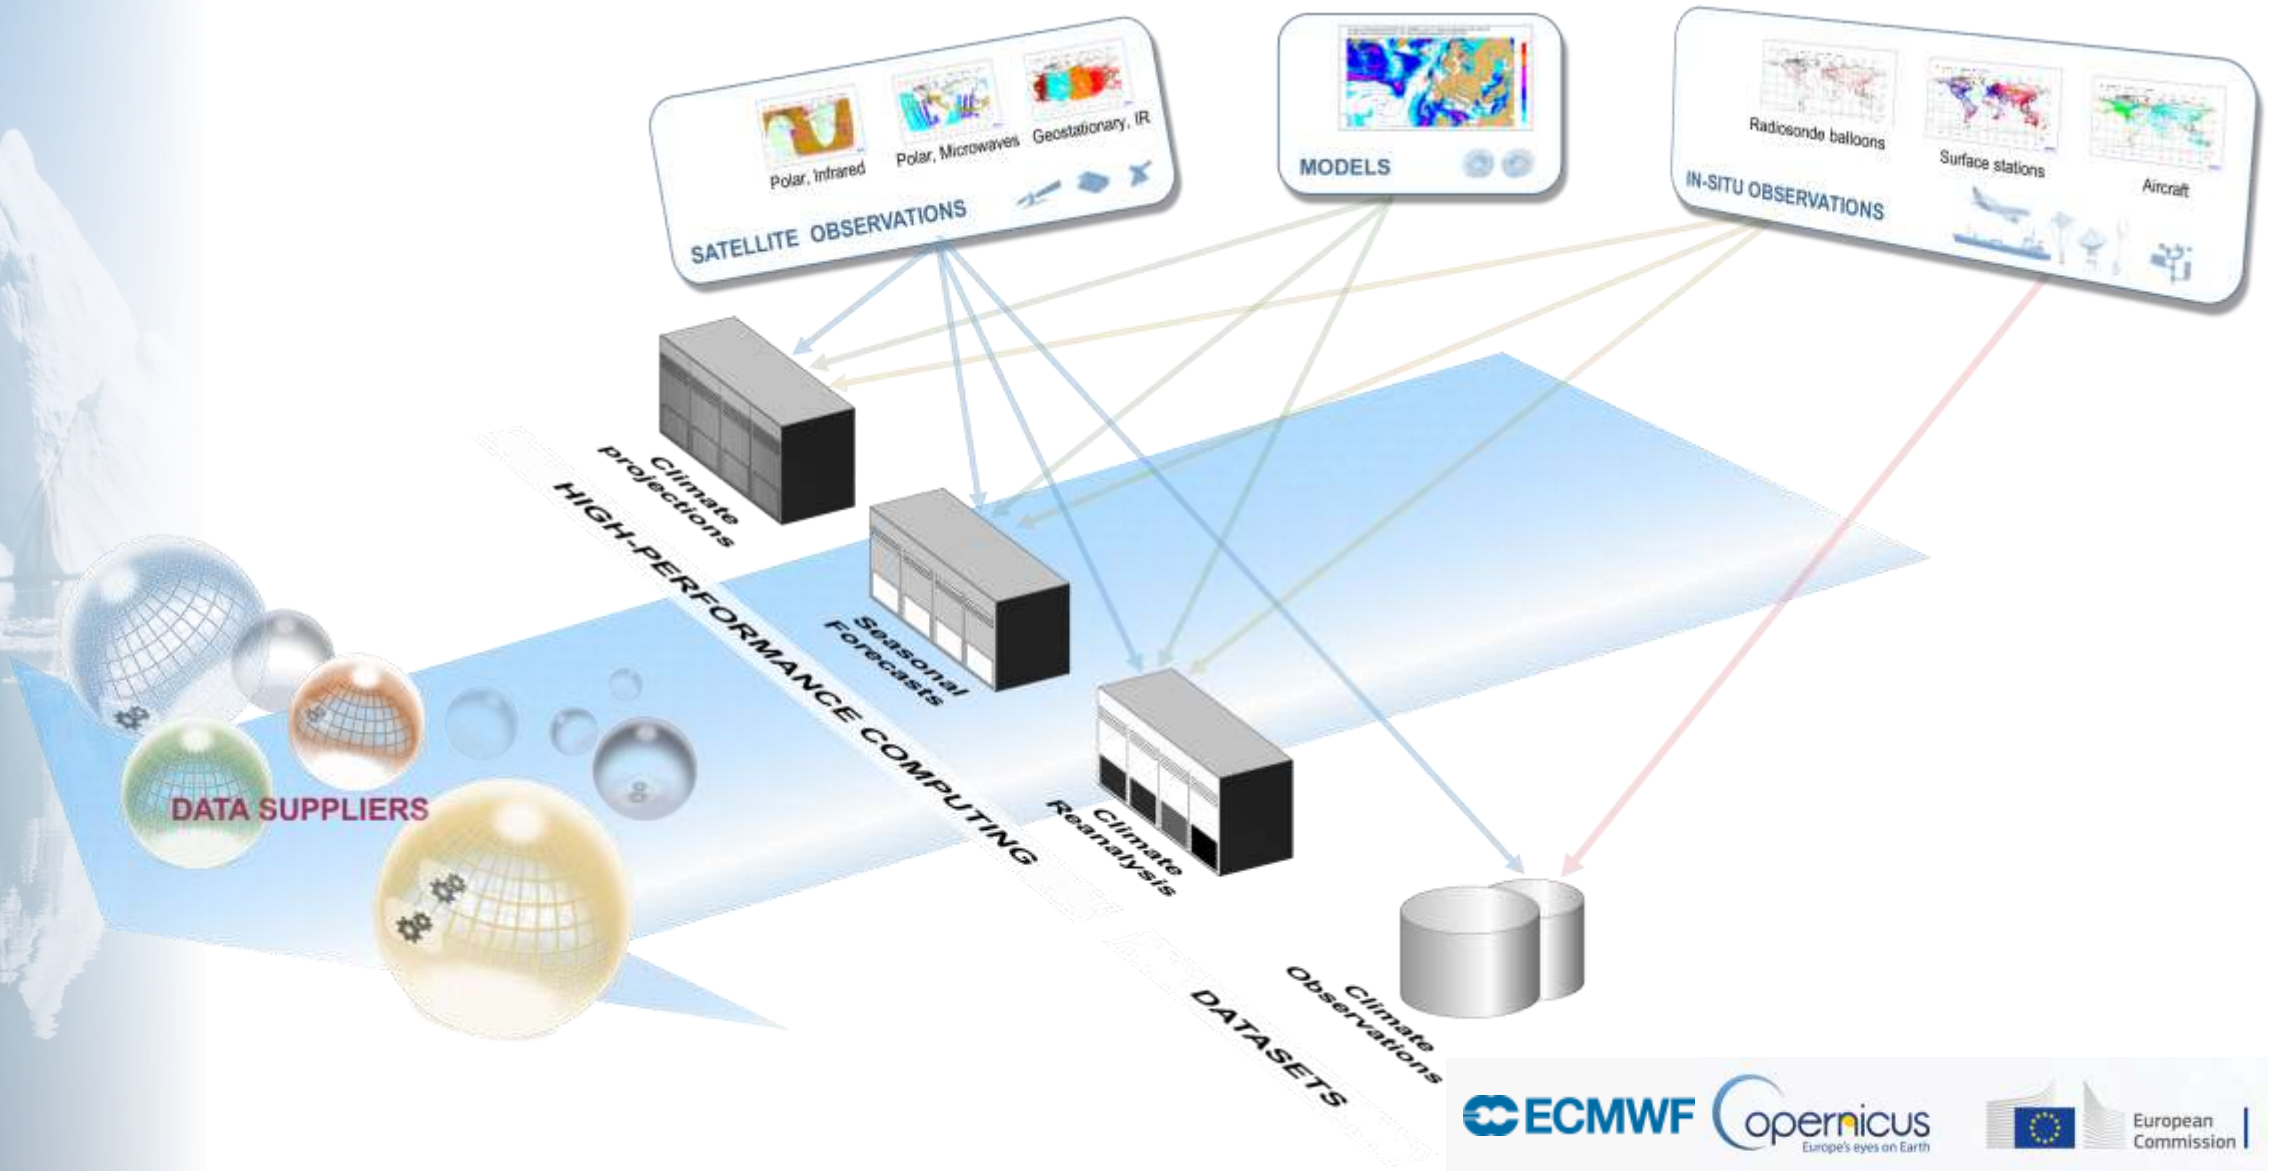 Polar, Infrared
Polar, Microwaves
Geostationary, IR
SATELLITE OBSERVATIONS
MODELS
Radiosonde balloons
Surface stations
Aircraft
IN-SITU OBSERVATIONS
Climate
projections
HIGH-PERFORMANCE COMPUTING
Seasonal
Forecasts
Climate
Reanalysis
DATA SUPPLIERS
Climate
Observations
DATASETS
ECMWF
Copernicus
Europe's eyes on Earth
European
Commission